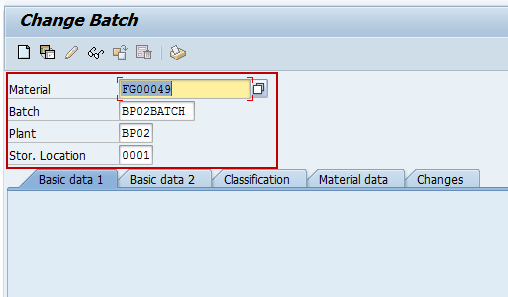 Change Batch
Material FG00049
Batch BP02BATCH
Plant BP02
Stor. Location 0001
Basic data 1 Basic data 2 Classification Material data Changes